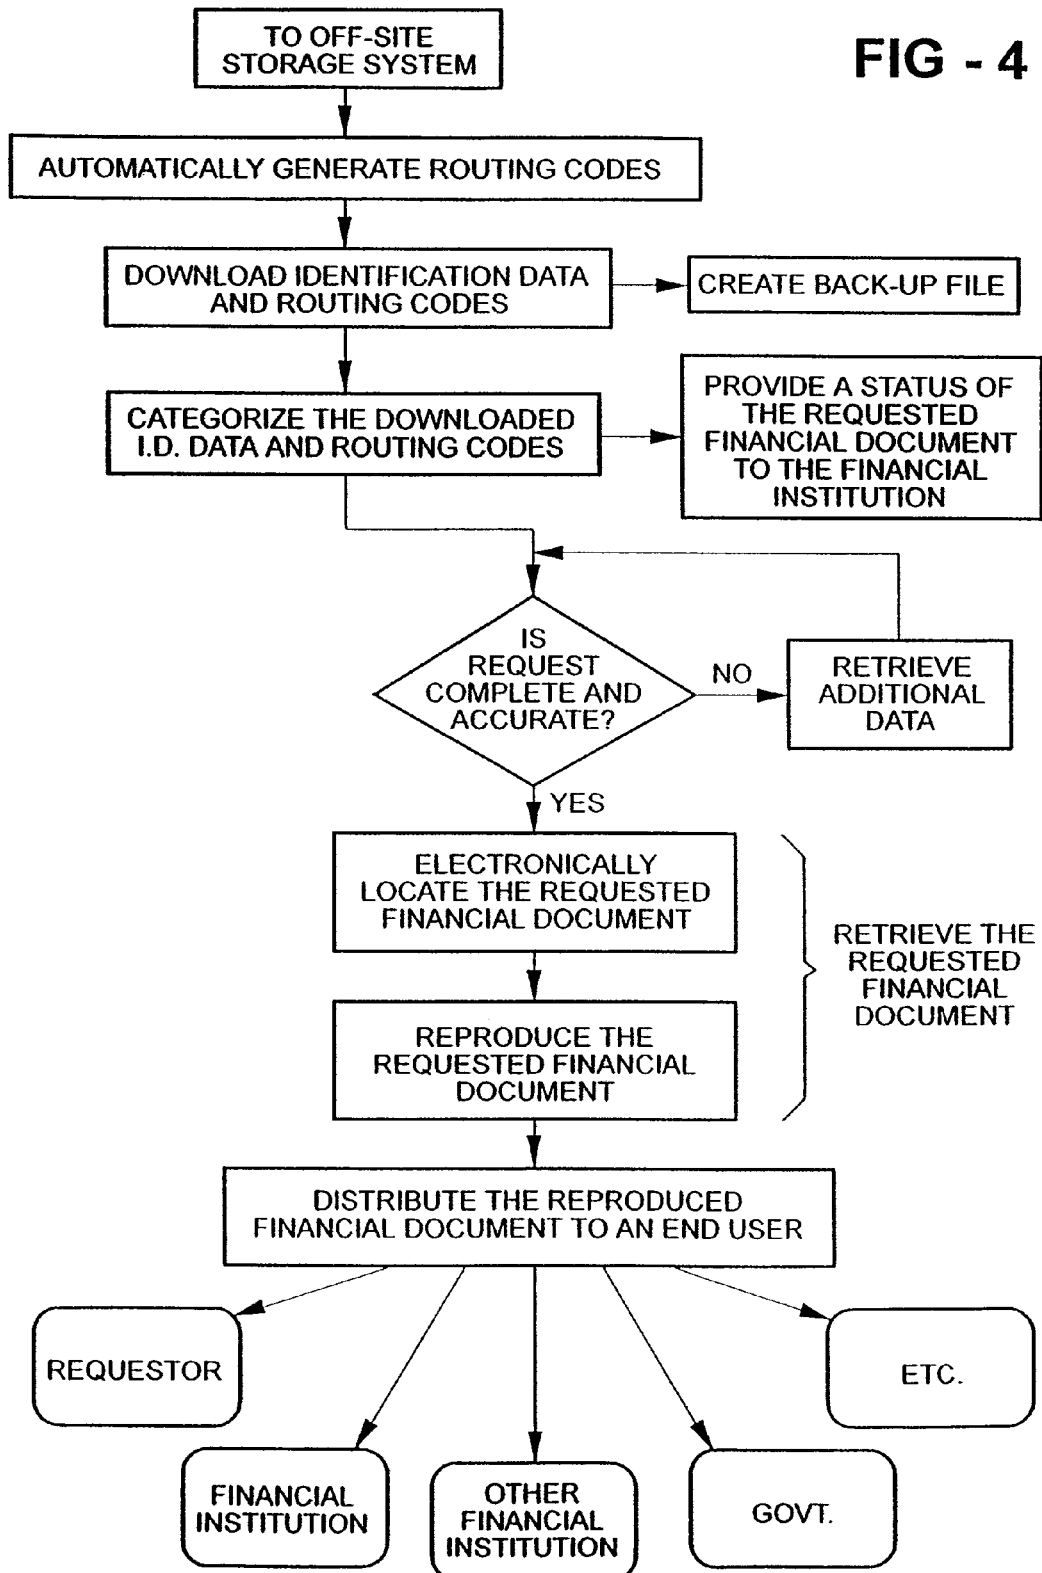 TO OFF-SITE
STORAGE SYSTEM
FIG - 4
AUTOMATICALLY GENERATE ROUTING CODES
DOWNLOAD IDENTIFICATION DATA
AND ROUTING CODES
CREATE BACK-UP FILE
CATEGORIZE THE DOWNLOADED
I.D. DATA AND ROUTING CODES
PROVIDE A STATUS OF
THE REQUESTED
FINANCIAL DOCUMENT
TO THE FINANCIAL
INSTITUTION
IS
REQUEST
COMPLETE AND
ACCURATE?
NO
RETRIEVE
ADDITIONAL
DATA
YES
ELECTRONICALLY
LOCATE THE REQUESTED
FINANCIAL DOCUMENT
REPRODUCE THE
REQUESTED FINANCIAL
DOCUMENT
RETRIEVE THE
REQUESTED
FINANCIAL
DOCUMENT
DISTRIBUTE THE REPRODUCED
FINANCIAL DOCUMENT TO AN END USER
REQUESTOR
FINANCIAL
INSTITUTION
OTHER
FINANCIAL
INSTITUTION
GOVT.
ETC.